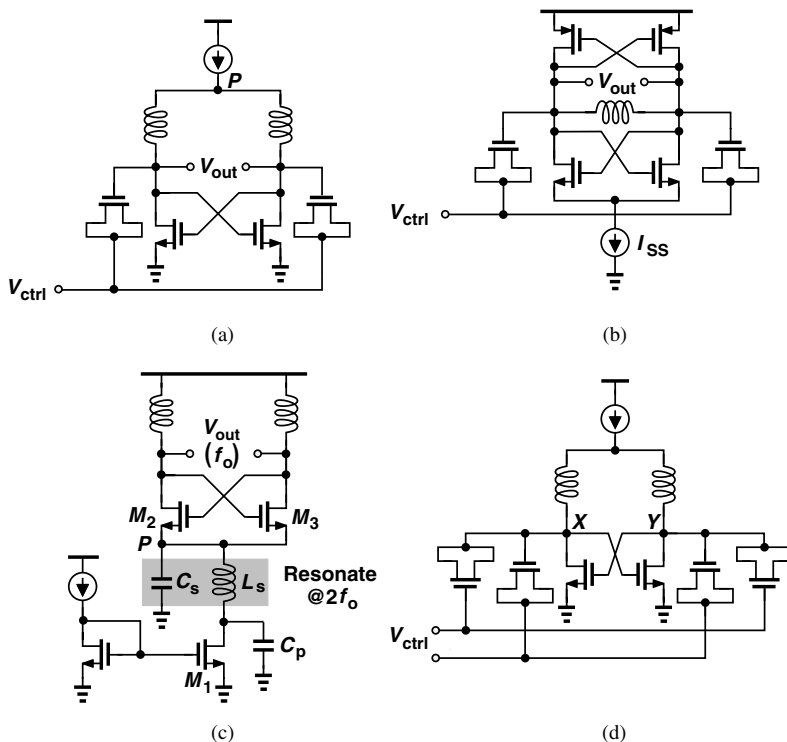 P
V_out
V_ctrl
(a)
V_out
V_ctrl
I_SS
(b)
V_out
(f_o)
M_2
M_3
P
C_s
L_s
Resonate
@2f_o
C_p
M_1
(c)
X
Y
V_ctrl
(d)